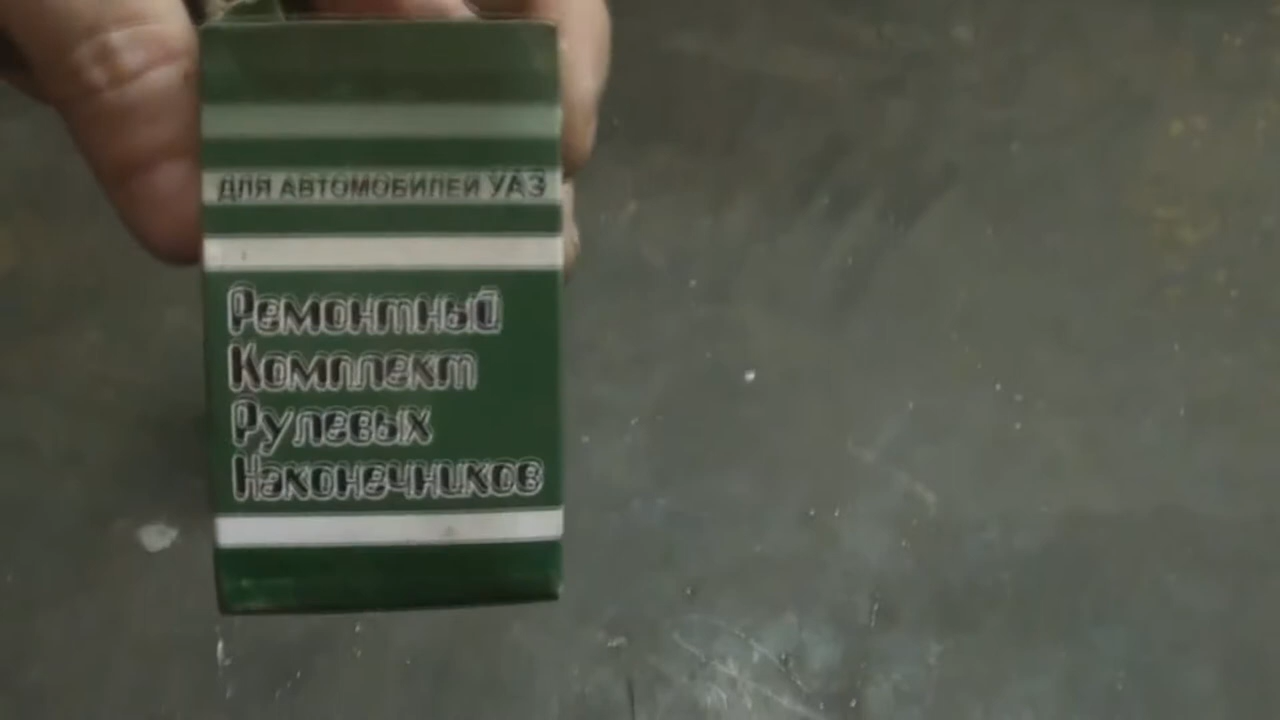 ДЛЯ АВТОМОБИЛЕЙ УАЗ
Ремонтный
Комплект
Рулевых
Наконечников